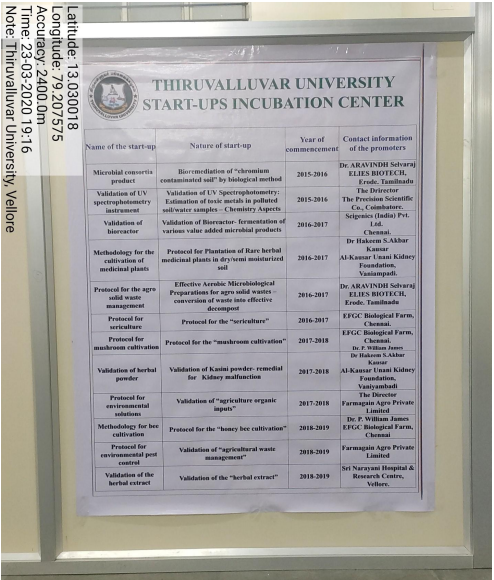 Latitude: 13.030018
Longitude: 79.207575
Accuracy: 2400.0m
Time: 23-03-2020 19:16
Note: Thiruvalluvar University, Vellore
THIRUVALLUVAR UNIVERSITY
START-UPS INCUBATION CENTER
Name of the start-up
Nature of start-up
Year of
commencement
Contact information
of the promoters
Microbial consortia
product
Bioremediation of "chromium
contaminated soil" by biological method
2015-2016
Dr. ARAVINDH Selvaraj
ELIES BIOTECH,
Erode. Tamilnadu
Validation of UV
spectrophotometry
instrument
Validation of UV Spectrophotometry:
Estimation of toxic metals in polluted
soil/water samples – Chemistry Aspects
2015-2016
The Drirector
The Precision Scientific
Co., Coimbatore.
Validation of
bioreactor
Validation of Bioreactor- fermentation of
various value added microbial products
2016-2017
Scigenics (India) Pvt.
Ltd.
Chennai.
Methodology for the
cultivation of
medicinal plants
Protocol for Plantation of Rare herbal
medicinal plants in dry/semi moisturized
soil
2016-2017
Dr Hakeem S.Akbar
Kausar
Al-Kausar Unani Kidney
Foundation,
Vaniampadi.
Protocol for the agro
solid waste
management
Effective Aerobic Microbiological
Preparations for agro solid wastes –
conversion of waste into effective
decompost
2016-2017
Dr. ARAVINDH Selvaraj
ELIES BIOTECH,
Erode. Tamilnadu
Protocol for
sericulture
Protocol for the "sericulture"
2016-2017
EFGC Biological Farm,
Chennai.
Protocol for
mushroom cultivation
Protocol for the "mushroom cultivation"
2017-2018
EFGC Biological Farm,
Chennai.
Dr. P. William James
Validation of herbal
powder
Validation of Kasini powder- remedial
for Kidney malfunction
2017-2018
Dr Hakeem S.Akbar
Kausar
Al-Kausar Unani Kidney
Foundation,
Vaniyambadi
Protocol for
environmental
solutions
Validation of "agriculture organic
inputs"
2017-2018
The Director
Farmagain Agro Private
Limited
Methodology for bee
cultivation
Protocol for the "honey bee cultivation"
2018-2019
Dr. P. William James
EFGC Biological Farm,
Chennai
Protocol for
environmental pest
control
Validation of "agricultural waste
management"
2018-2019
Farmagain Agro Private
Limited
Validation of the
herbal extract
Validation of the "herbal extract"
2018-2019
Sri Narayani Hospital &
Research Centre,
Vellore.